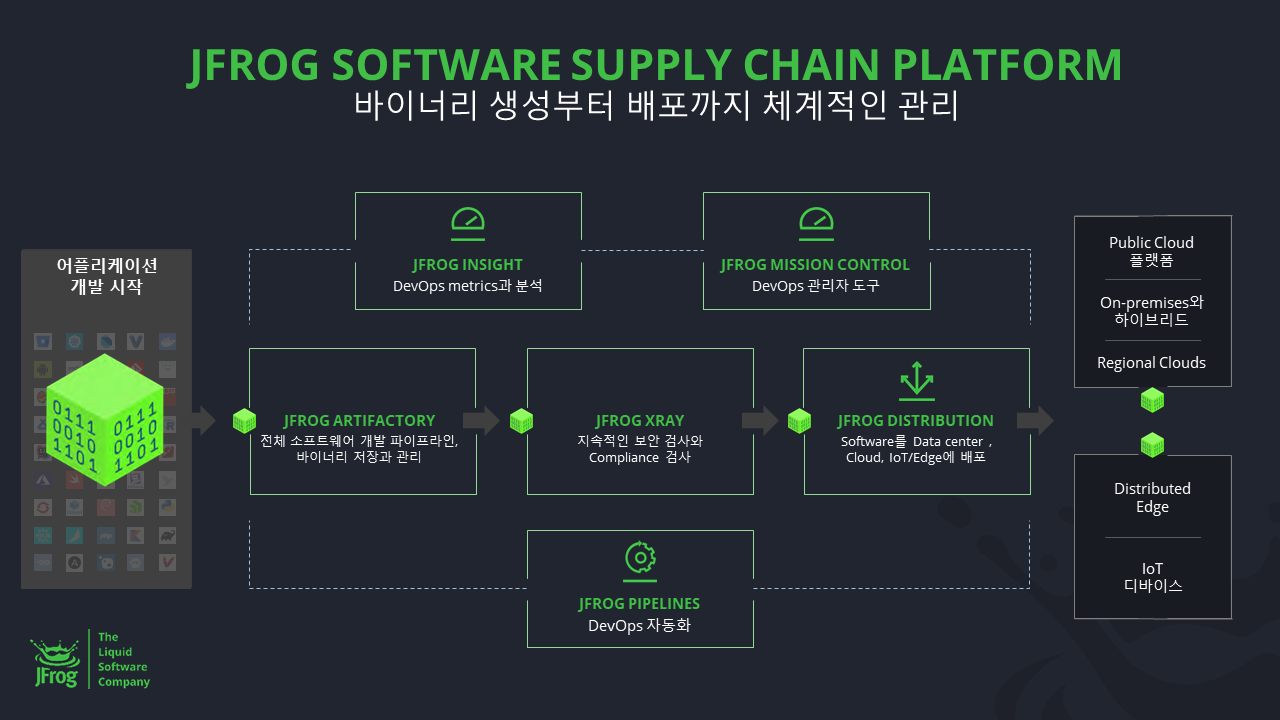 JFROG SOFTWARE SUPPLY CHAIN PLATFORM
바이너리 생성부터 배포까지 체계적인 관리
어플리케이션
개발 시작
0111
0010
1101
0111
0010
1101
JFROG INSIGHT
DevOps metrics과 분석
JFROG MISSION CONTROL
DevOps 관리자 도구
JFROG ARTIFACTORY
전체 소프트웨어 개발 파이프라인,
바이너리 저장과 관리
JFROG XRAY
지속적인 보안 검사와
Compliance 검사
JFROG DISTRIBUTION
Software를 Data center ,
Cloud, IoT/Edge에 배포
JFROG PIPELINES
DevOps 자동화
Public Cloud
플랫폼
On-premises와
하이브리드
Regional Clouds
Distributed
Edge
IoT
디바이스
JFrog
The
Liquid
Software
Company